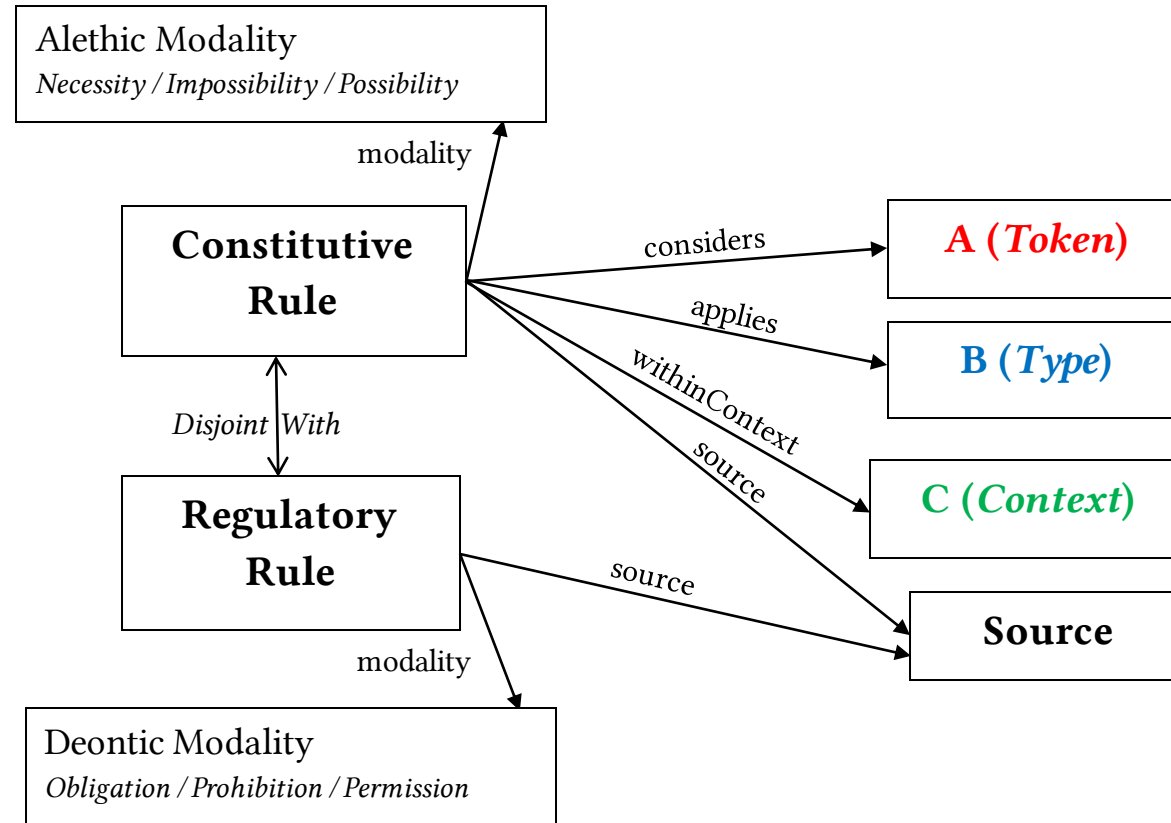 Alethic Modality
Necessity / Impossibility / Possibility
modality
Constitutive
Rule
considers
A (Token)
applies
B (Type)
withinContext
C (Context)
source
Disjoint With
Regulatory
Rule
source
Source
modality
Deontic Modality
Obligation / Prohibition / Permission